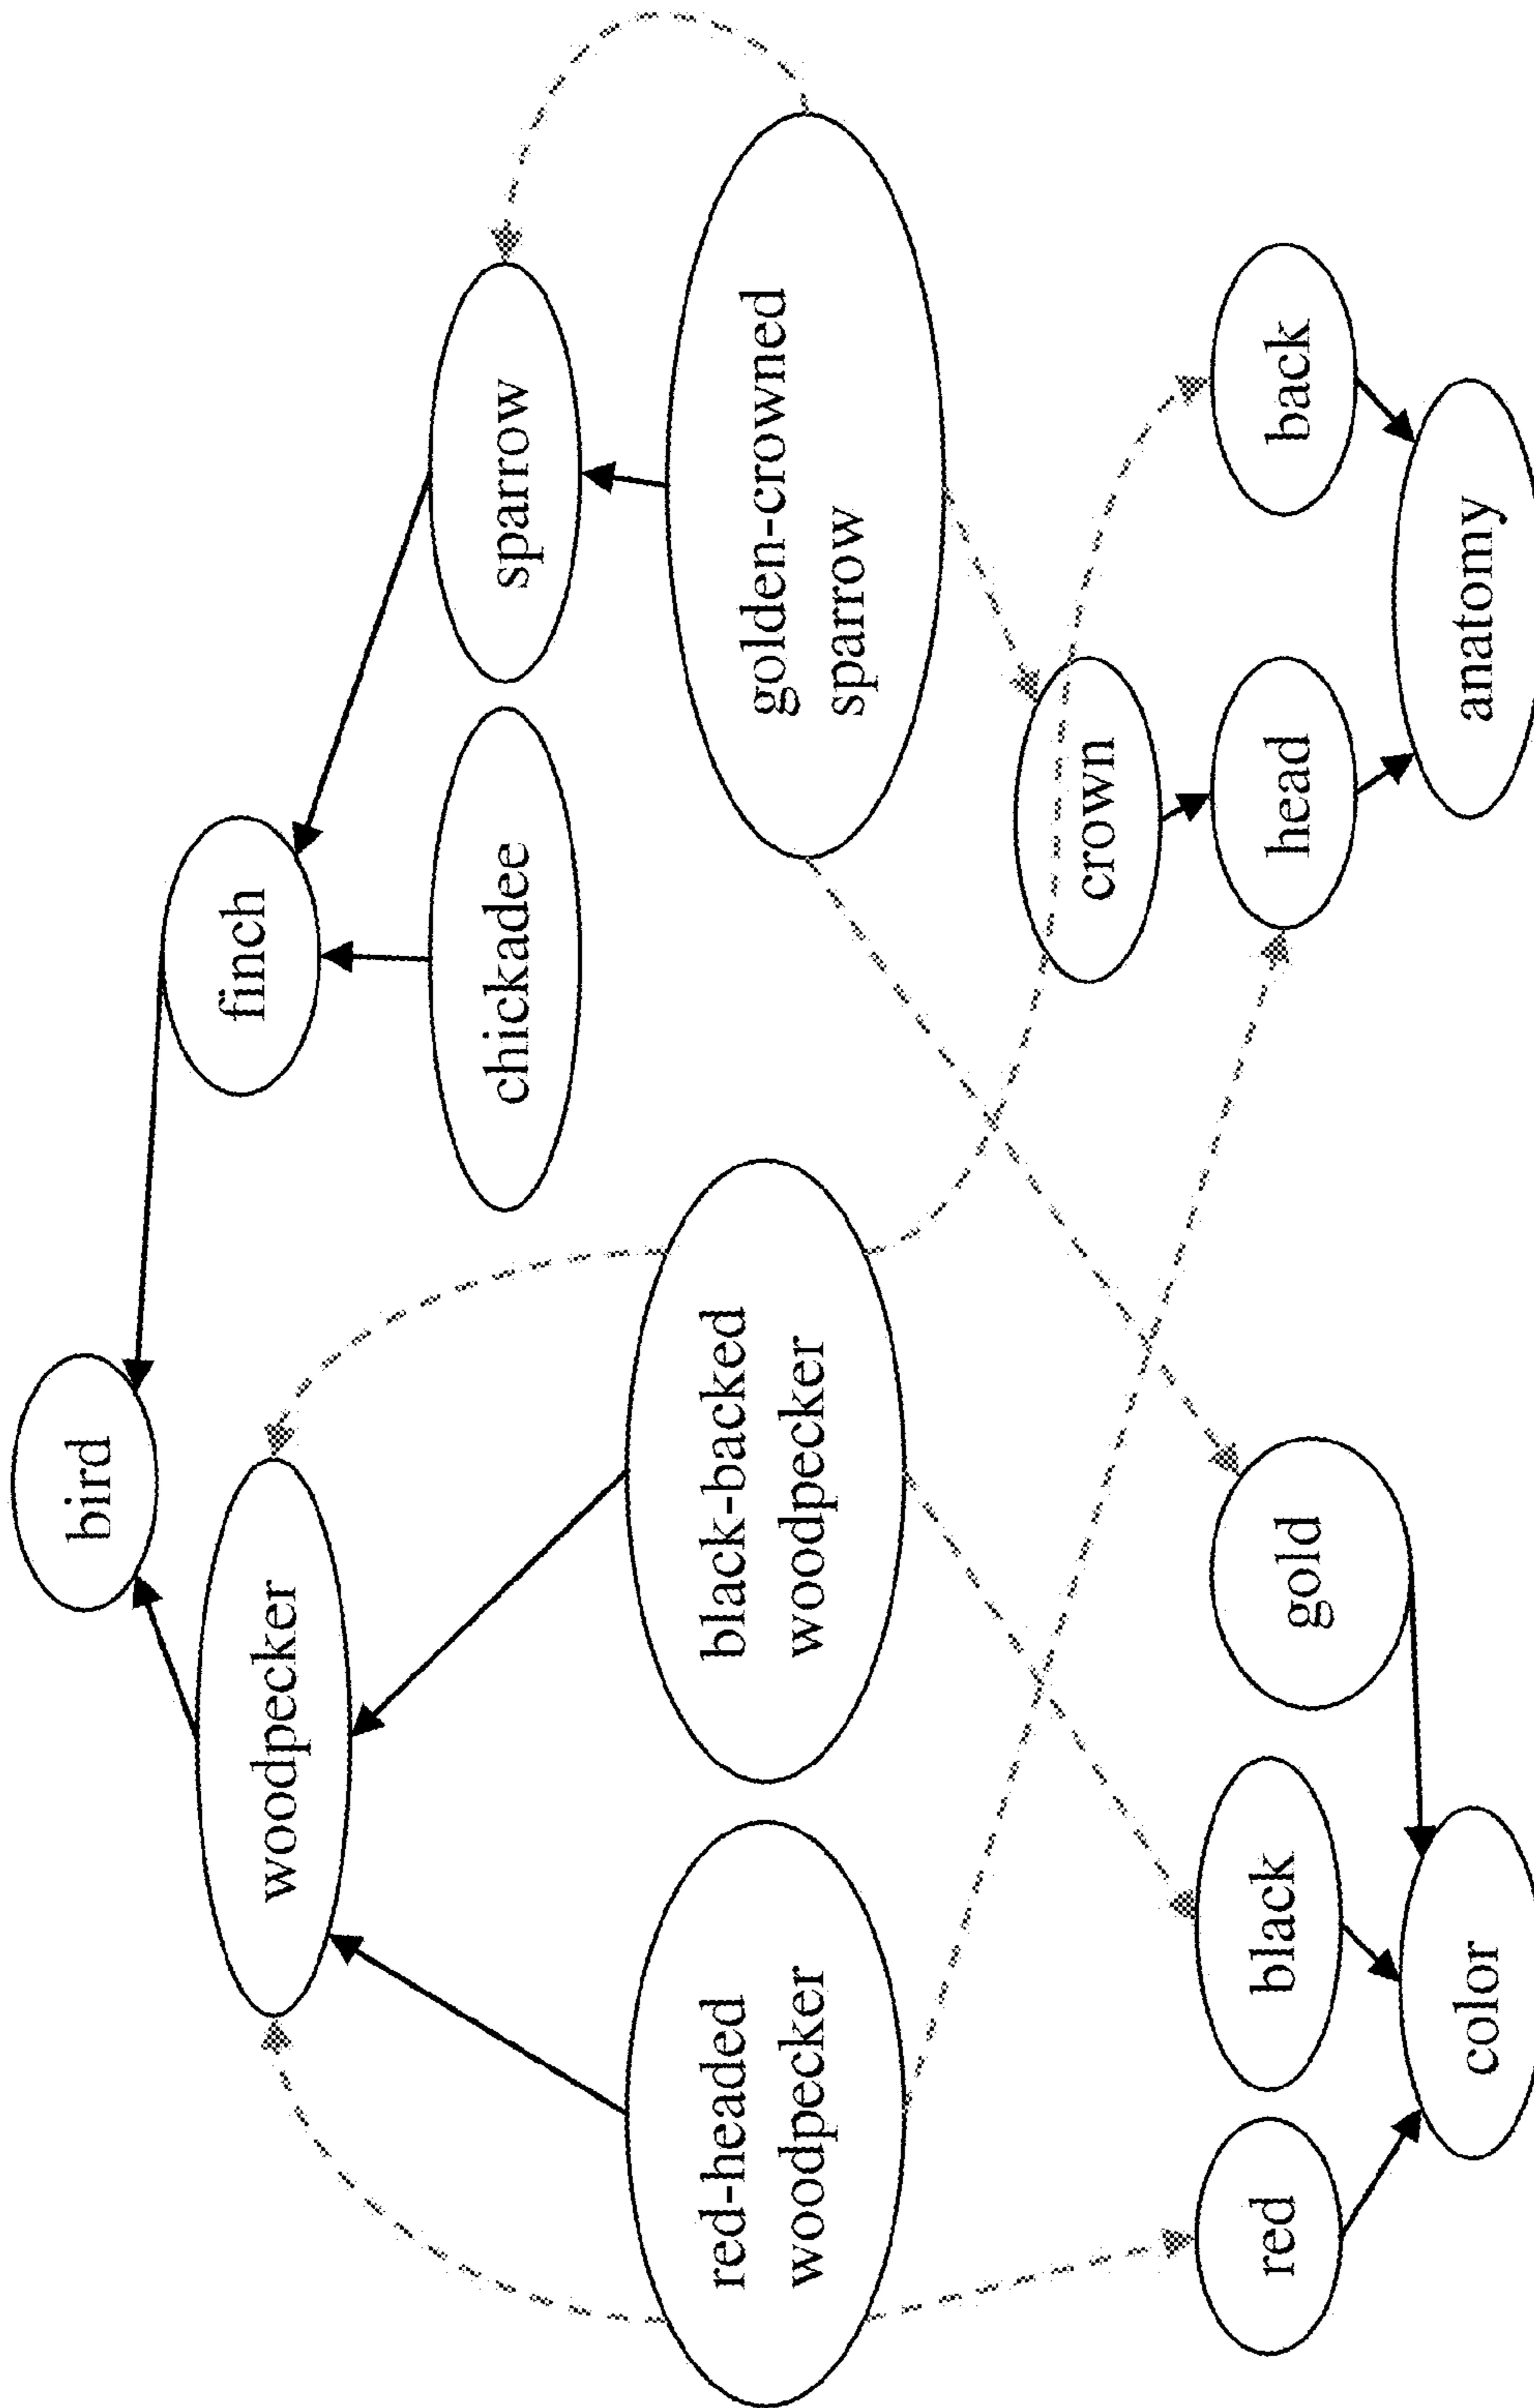 bird
finch
woodpecker
chickadee
sparrow
red-headed
woodpecker
black-backed
woodpecker
golden-crowned
sparrow
crown
red
black
gold
head
back
color
anatomy